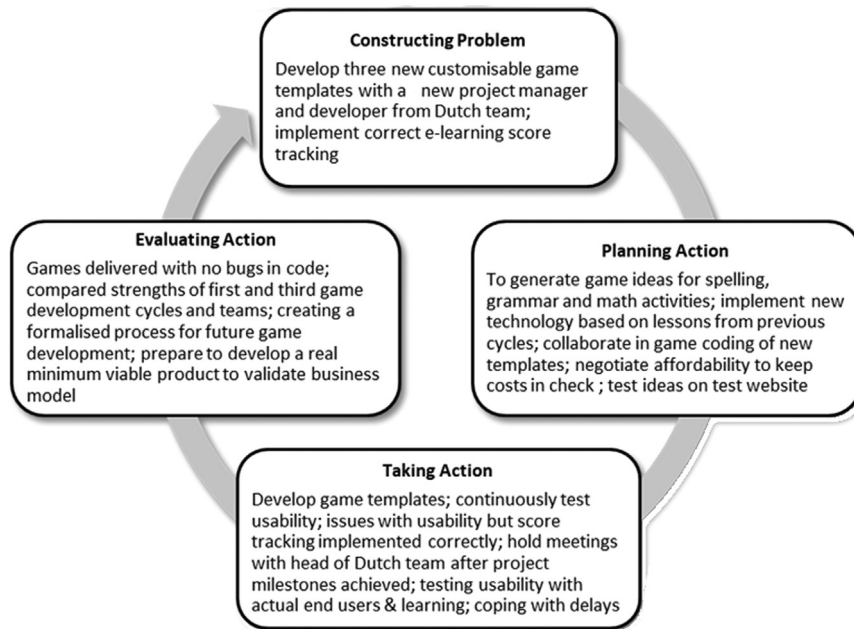 Constructing Problem
Develop three new customisable game
templates with a new project manager
and developer from Dutch team;
implement correct e-learning score
tracking
Planning Action
To generate game ideas for spelling,
grammar and math activities; implement new
technology based on lessons from previous
cycles; collaborate in game coding of new
templates; negotiate affordability to keep
costs in check ; test ideas on test website
Taking Action
Develop game templates; continuously test
usability; issues with usability but score
tracking implemented correctly; hold meetings
with head of Dutch team after project
milestones achieved; testing usability with
actual end users & learning; coping with delays
Evaluating Action
Games delivered with no bugs in code;
compared strengths of first and third game
development cycles and teams; creating a
formalised process for future game
development; prepare to develop a real
minimum viable product to validate business
model